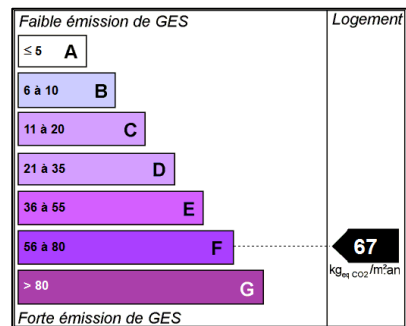 Faible émission de GES
Logement
≤ 5 A
6 à 10 B
11 à 20 C
21 à 35 D
36 à 55 E
56 à 80 F
67
kgeq CO2/m².an
> 80 G
Forte émission de GES